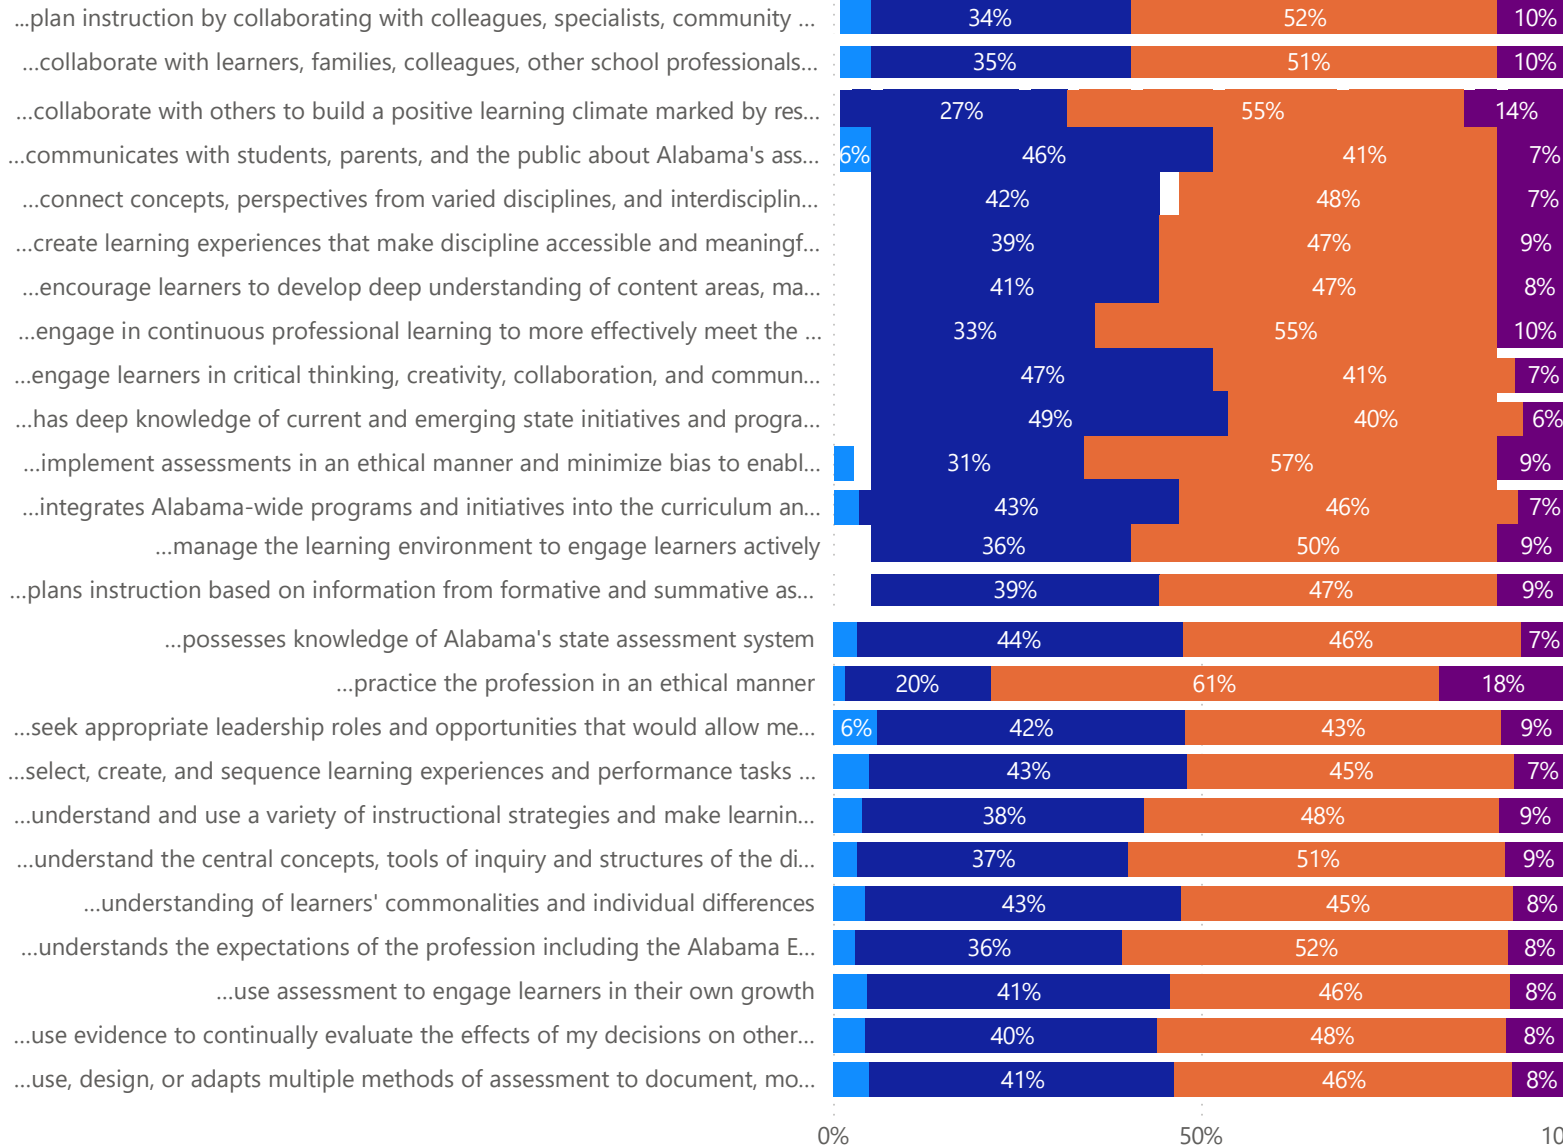 ...plan instruction by collaborating with colleagues, specialists, community ... 34% 52% 10%
...collaborate with learners, families, colleagues, other school professionals... 35% 51% 10%
...collaborate with others to build a positive learning climate marked by res... 27% 55% 14%
...communicates with students, parents, and the public about Alabama's ass... 6% 46% 41% 7%
...connect concepts, perspectives from varied disciplines, and interdisciplin... 42% 48% 7%
...create learning experiences that make discipline accessible and meaningf... 39% 47% 9%
...encourage learners to develop deep understanding of content areas, ma... 41% 47% 8%
...engage in continuous professional learning to more effectively meet the ... 33% 55% 10%
...engage learners in critical thinking, creativity, collaboration, and commun... 47% 41% 7%
...has deep knowledge of current and emerging state initiatives and progra... 49% 40% 6%
...implement assessments in an ethical manner and minimize bias to enabl... 31% 57% 9%
...integrates Alabama-wide programs and initiatives into the curriculum an... 43% 46% 7%
...manage the learning environment to engage learners actively 36% 50% 9%
...plans instruction based on information from formative and summative as... 39% 47% 9%
...possesses knowledge of Alabama's state assessment system 44% 46% 7%
...practice the profession in an ethical manner 20% 61% 18%
...seek appropriate leadership roles and opportunities that would allow me... 6% 42% 43% 9%
...select, create, and sequence learning experiences and performance tasks ... 43% 45% 7%
...understand and use a variety of instructional strategies and make learnin... 38% 48% 9%
...understand the central concepts, tools of inquiry and structures of the di... 37% 51% 9%
...understanding of learners' commonalities and individual differences 43% 45% 8%
...understands the expectations of the profession including the Alabama E... 36% 52% 8%
...use assessment to engage learners in their own growth 41% 46% 8%
...use evidence to continually evaluate the effects of my decisions on other... 40% 48% 8%
...use, design, or adapts multiple methods of assessment to document, mo... 41% 46% 8%
0% 50% 10